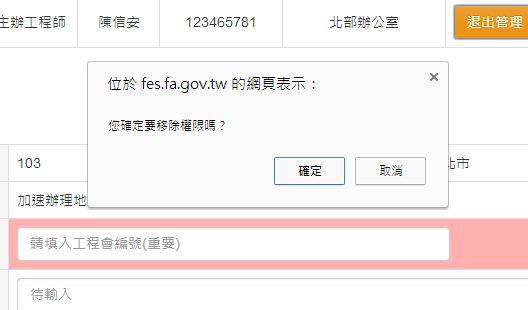 主辦工程師 陳信安 123465781 北部辦公室 退出管理
位於 fes.fa.gov.tw 的網頁表示：
×
您確定要移除權限嗎？
確定 取消
103 北市
加速辦理地
請填入工程會編號(重要)
待輸入